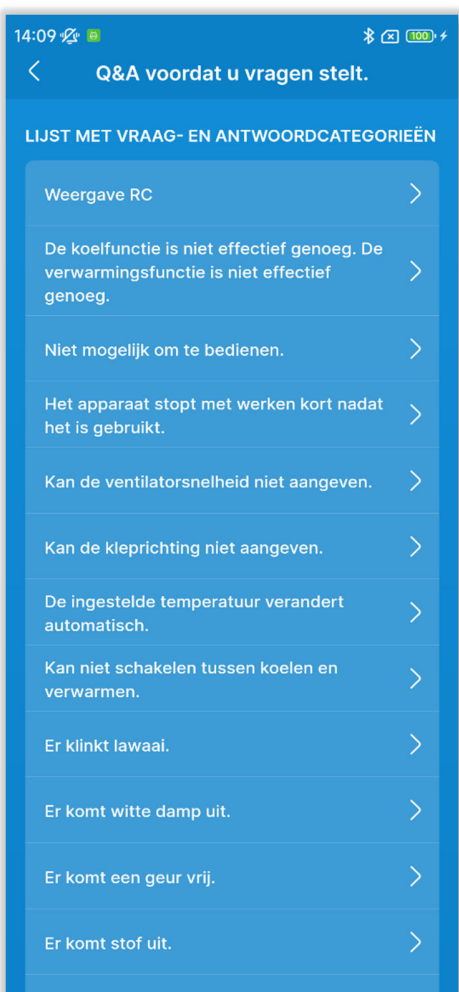 14:09
100
Q&A voordat u vragen stelt.
LIJST MET VRAAG- EN ANTWOORDCATEGORIEËN
Weergave RC
De koelfunctie is niet effectief genoeg. De
verwarmingsfunctie is niet effectief
genoeg.
Niet mogelijk om te bedienen.
Het apparaat stopt met werken kort nadat
het is gebruikt.
Kan de ventilatorsnelheid niet aangeven.
Kan de kleprichting niet aangeven.
De ingestelde temperatuur verandert
automatisch.
Kan niet schakelen tussen koelen en
verwarmen.
Er klinkt lawaai.
Er komt witte damp uit.
Er komt een geur vrij.
Er komt stof uit.